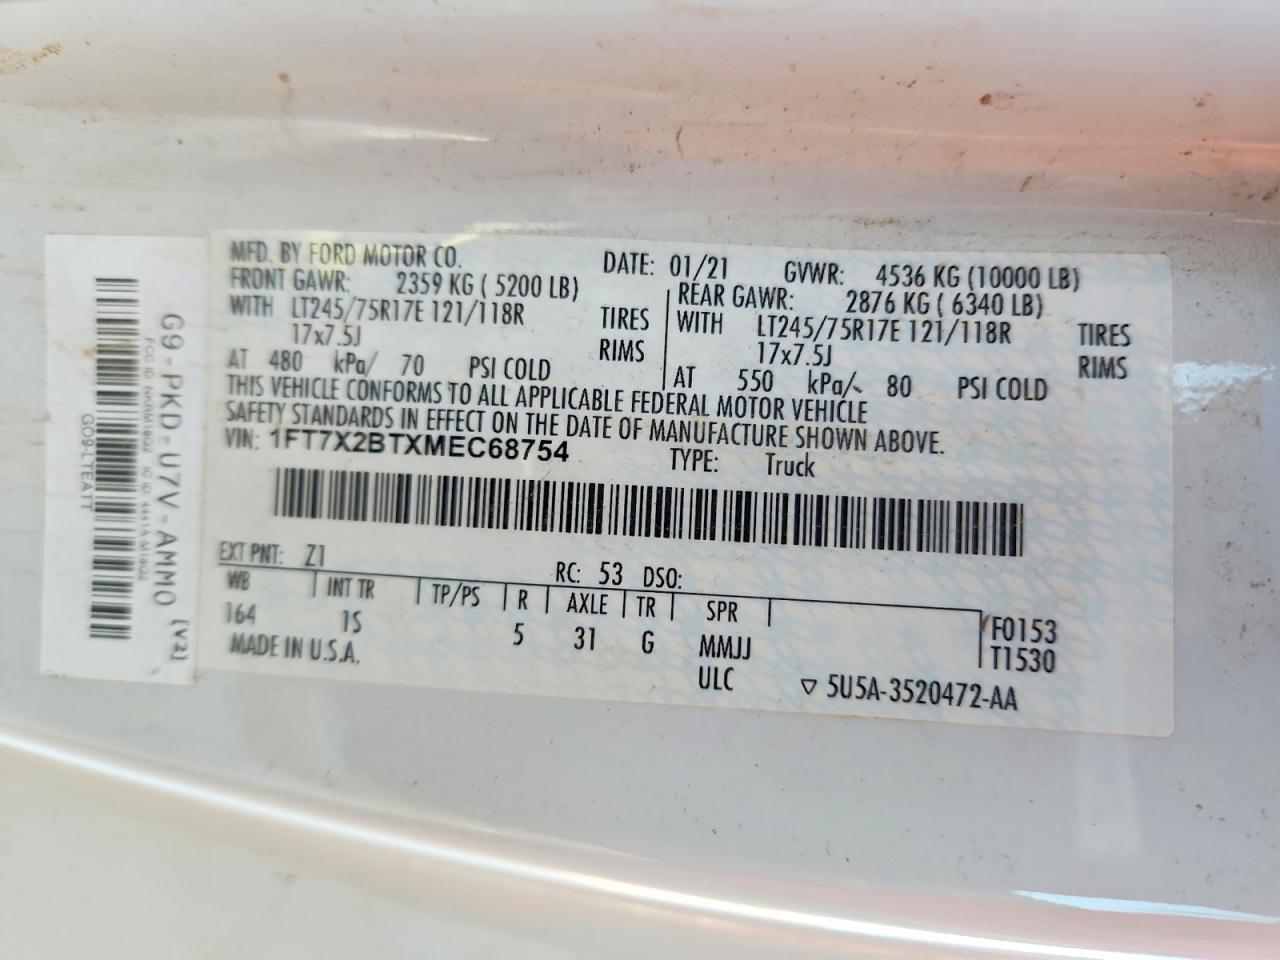 MFD. BY FORD MOTOR CO.
DATE: 01/21 GVWR: 4536 KG (10000 LB)
FRONT GAWR: 2359 KG ( 5200 LB)
WITH LT245/75R17E 121/118R TIRES
17x7.5J RIMS
AT 480 kPa/ 70 PSI COLD
REAR GAWR: 2876 KG ( 6340 LB)
WITH LT245/75R17E 121/118R TIRES
17x7.5J RIMS
AT 550 kPa/ 80 PSI COLD
THIS VEHICLE CONFORMS TO ALL APPLICABLE FEDERAL MOTOR VEHICLE
SAFETY STANDARDS IN EFFECT ON THE DATE OF MANUFACTURE SHOWN ABOVE.
VIN: 1FT7X2BTXMEC68754
TYPE: Truck
EXT PNT: Z1 RC: 53 DSO:
WB INT TR TP/PS R AXLE TR SPR
164 1S 5 31 G MMJJ
F0153
T1530
MADE IN U.S.A. ULC
▽ 5U5A-3520472-AA
G9-PKD-U7V-AMMO (V2)
GO9-LTEATT